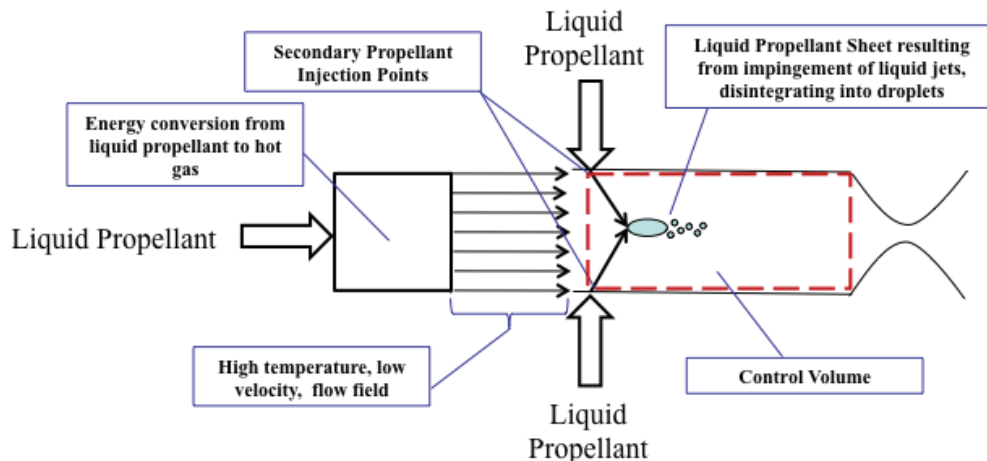 Liquid
Propellant
Secondary Propellant
Injection Points
Liquid Propellant Sheet resulting
from impingement of liquid jets,
disintegrating into droplets
Energy conversion from
liquid propellant to hot
gas
Liquid Propellant
High temperature, low
velocity, flow field
Control Volume
Liquid
Propellant